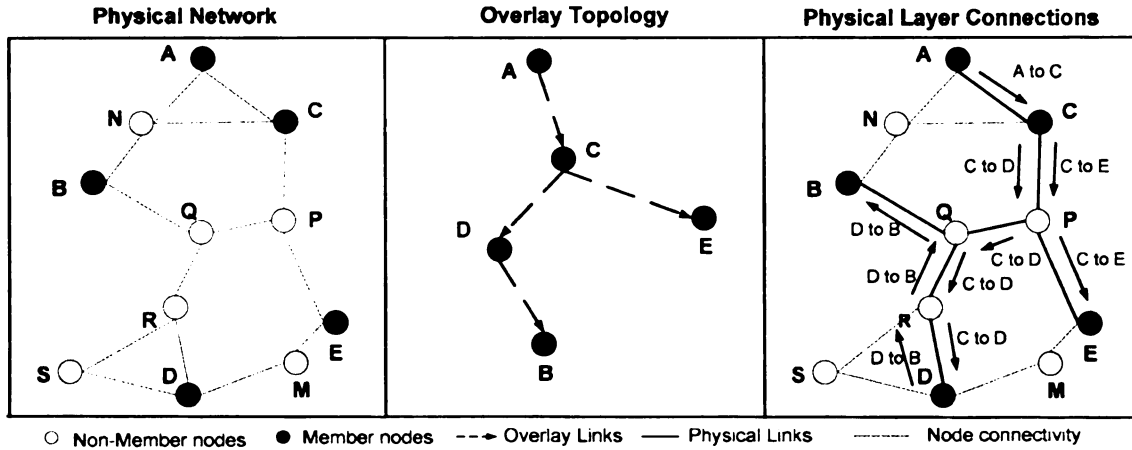 Physical Network
Overlay Topology
Physical Layer Connections
A
N
C
B
Q
P
R
E
S
D
M
A
C
D
E
B
A
A to C
N
C
C to D
C to E
B
Q
P
D to B
C to D
C to E
D to B
C to D
R
C to D
E
D to B
S
D
M
Non-Member nodes
Member nodes
Overlay Links
Physical Links
Node connectivity